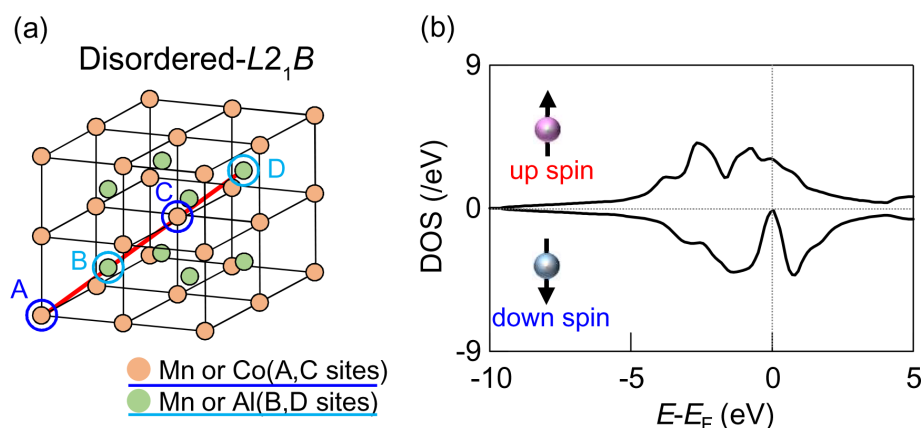 (a)
Disordered-L2₁B
A
B
C
D
Mn or Co(A,C sites)
Mn or Al(B,D sites)
(b)
DOS (/eV)
9
0
-9
up spin
down spin
-10
-5
0
5
E-E_F (eV)